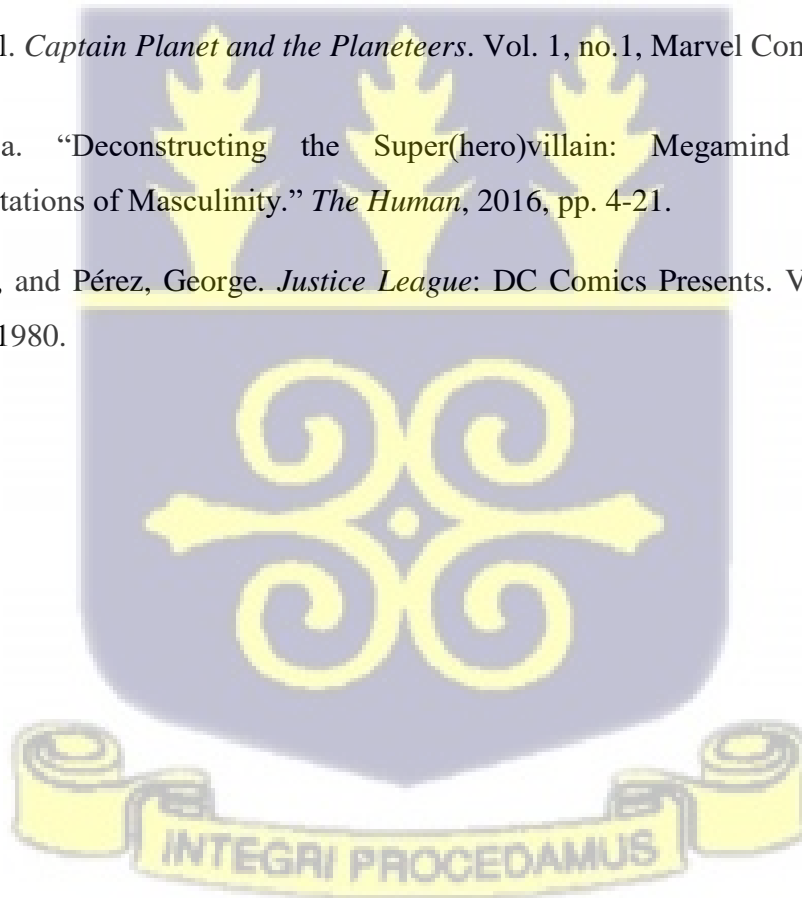 l. Captain Planet and the Planeteers. Vol. 1, no.1, Marvel Con
a. “Deconstructing the Super(hero)villain: Megamind
tations of Masculinity.” The Human, 2016, pp. 4-21.
, and Pérez, George. Justice League: DC Comics Presents. V
1980.
INTEGRI PROCEDAMUS